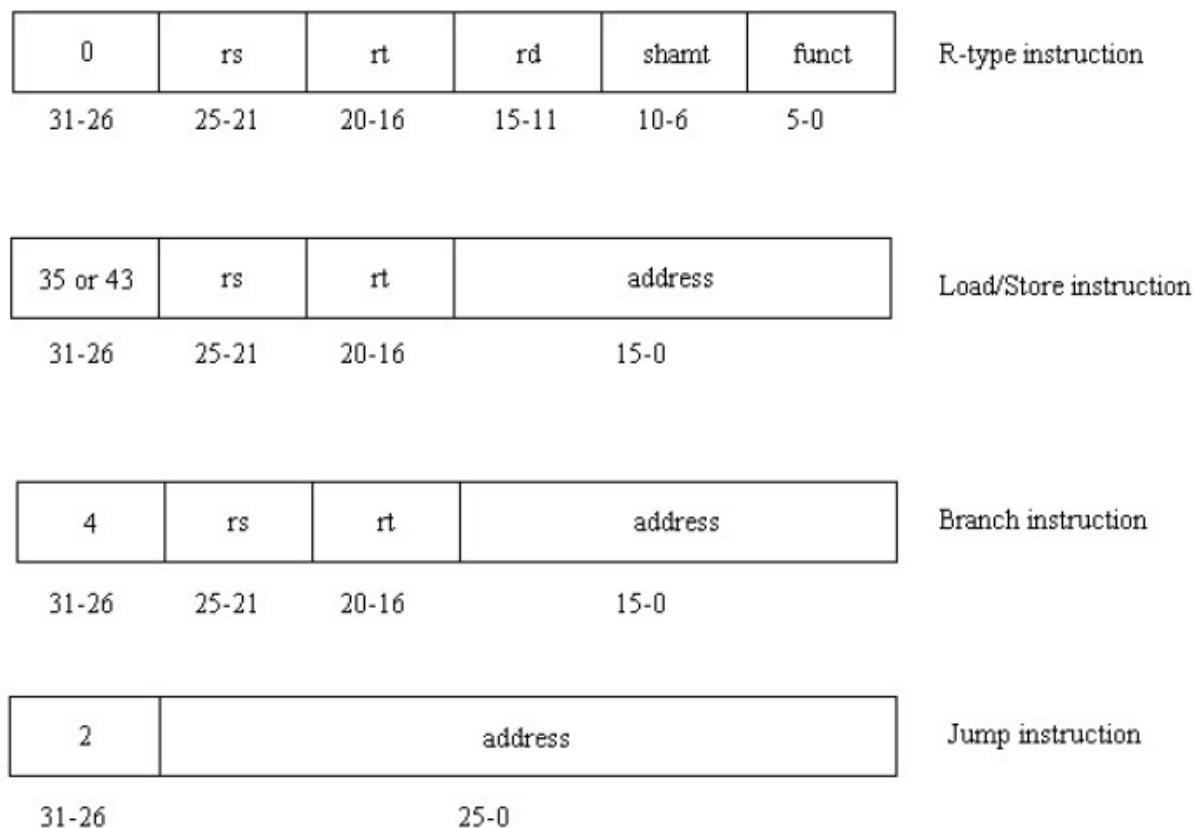 0 rs rt rd shamt funct R-type instruction
31-26 25-21 20-16 15-11 10-6 5-0
35 or 43 rs rt address Load/Store instruction
31-26 25-21 20-16 15-0
4 rs rt address Branch instruction
31-26 25-21 20-16 15-0
2 address Jump instruction
31-26 25-0